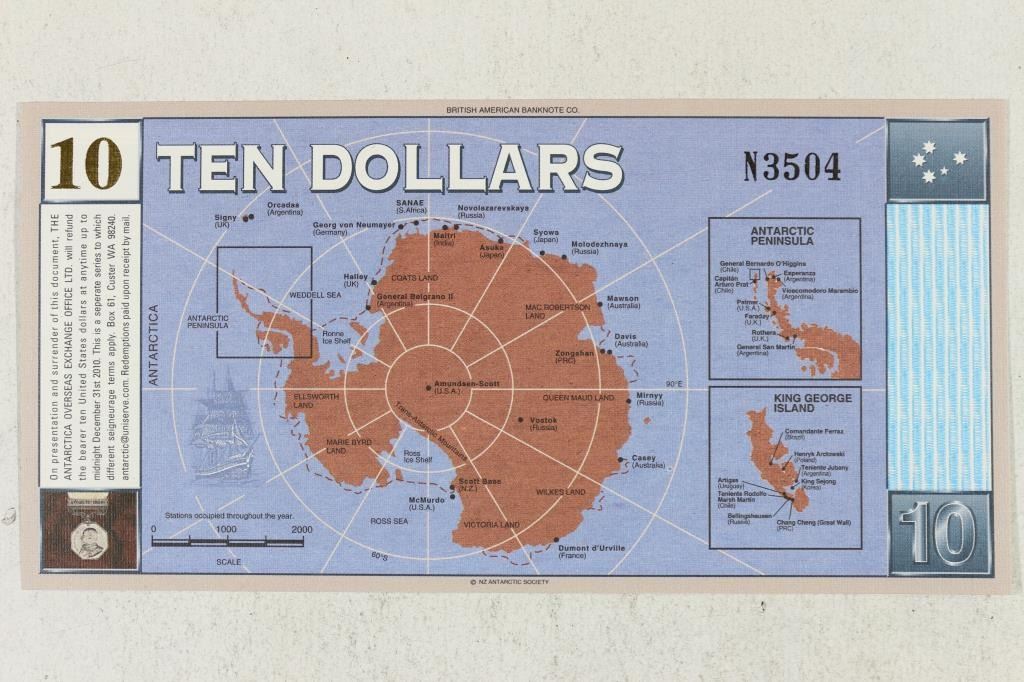 BRITISH AMERICAN BANKNOTE CO.
10
TEN DOLLARS
N3504
On presentation and surrender of this document, THE
ANTARCTICA OVERSEAS EXCHANGE OFFICE LTD. will refund
the bearer ten United States dollars at anytime up to
midnight December 31st 2010. This is a seperate series to which
different seigneurage terms apply. Box 61, Custer WA 98240.
antarctic@uniserve.com. Redemptions paid upon receipt by mail.
ANTARCTICA
Signy
(UK)
Orcadas
(Argentina)
Georg von Neumayer
(Germany)
SANAE
(S.Africa)
Novolazarevskaya
(Russia)
Maitri
(India)
Asuka
(Japan)
Syowa
(Japan)
Molodezhnaya
(Russia)
Halley
(UK)
COATS LAND
General Belgrano II
(Argentina)
WEDDELL SEA
ANTARCTIC
PENINSULA
Ronne
Ice Shelf
MAC ROBERTSON
LAND
Mawson
(Australia)
Davis
(Australia)
Zongshan
(PRC)
Amundsen-Scott
(U.S.A.)
90°E
QUEEN MAUD LAND
Mirnyy
(Russia)
ELLSWORTH
LAND
Trans-Antarctic Mountains
Vostok
(Russia)
MARIE BYRD
LAND
Ross
Ice Shelf
Casey
(Australia)
Scott Base
(N.Z.)
McMurdo
(U.S.A.)
WILKES LAND
ROSS SEA
VICTORIA LAND
Dumont d'Urville
(France)
60°S
Stations occupied throughout the year.
0 1000 2000
SCALE
ANTARCTIC
PENINSULA
General Bernardo O'Higgins
(Chile)
Capitán
Arturo Prat
(Chile)
Esperanza
(Argentina)
Vicecomodoro Marambio
(Argentina)
Palmer
(U.S.A.)
Faraday
(U.K.)
Rothera
(U.K.)
General San Martin
(Argentina)
KING GEORGE
ISLAND
Comandante Ferraz
(Brazil)
Henryk Arctowski
(Poland)
Teniente Jubany
(Argentina)
King Sejong
(Korea)
Artigas
(Uruguay)
Teniente Rodolfo
Marsh Martin
(Chile)
Bellingshausen
(Russia)
Chang Cheng (Great Wall)
(PRC)
10
© NZ ANTARCTIC SOCIETY